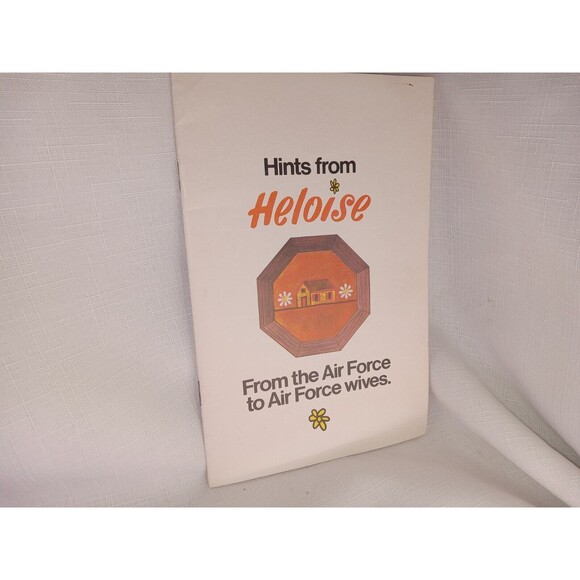 Hints from
Heloise
From the Air Force
to Air Force wives.